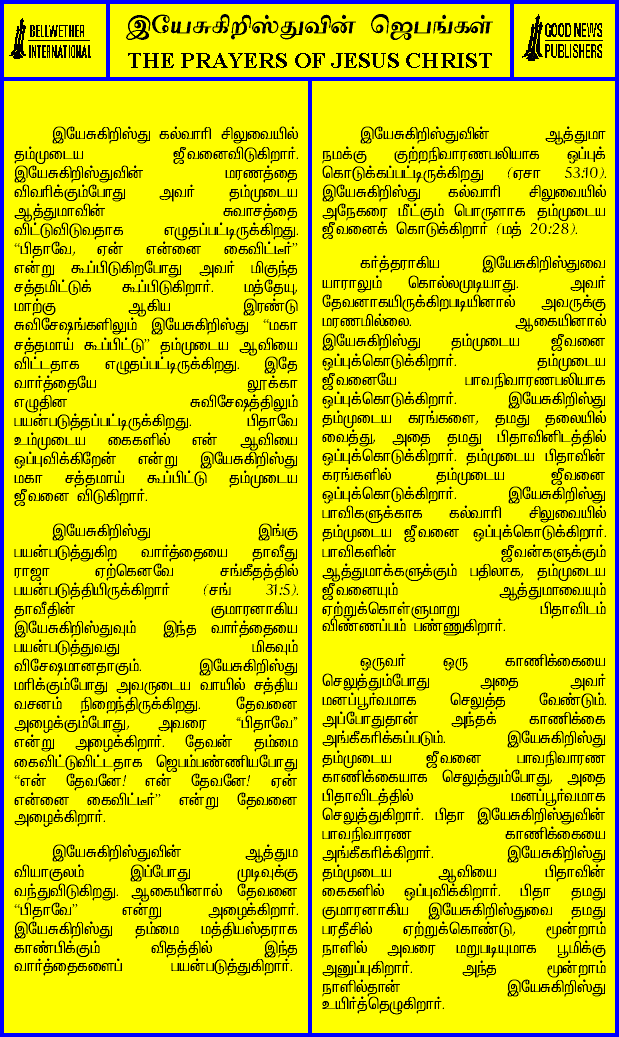 BELLWETHER
INTERNATIONAL
இயேசுகிறிஸ்துவின் ஜெபங்கள்
THE PRAYERS OF JESUS CHRIST
GOOD NEWS
PUBLISHERS
இயேசுகிறிஸ்து கல்வாரி சிலுவையில்
தம்முடைய ஜீவனைவிடுகிறார்.
இயேசுகிறிஸ்துவின் மரணத்தை
விவரிக்கும்போது அவர் தம்முடைய
ஆத்துமாவின் சுவாசத்தை
விட்டுவிடுவதாக எழுதப்பட்டிருக்கிறது.
“பிதாவே, ஏன் என்னை கைவிட்டீர்”
என்று கூப்பிடுகிறபோது அவர் மிகுந்த
சத்தமிட்டுக் கூப்பிடுகிறார். மத்தேயு,
மாற்கு ஆகிய இரண்டு
சுவிசேஷங்களிலும் இயேசுகிறிஸ்து “மகா
சத்தமாய் கூப்பிட்டு” தம்முடைய ஆவியை
விட்டதாக எழுதப்பட்டிருக்கிறது. இதே
வார்த்தையே லூக்கா
எழுதின சுவிசேஷத்திலும்
பயன்படுத்தப்பட்டிருக்கிறது. பிதாவே
உம்முடைய கைகளில் என் ஆவியை
ஒப்புவிக்கிறேன் என்று இயேசுகிறிஸ்து
மகா சத்தமாய் கூப்பிட்டு தம்முடைய
ஜீவனை விடுகிறார்.
இயேசுகிறிஸ்து இங்கு
பயன்படுத்துகிற வார்த்தையை தாவீது
ராஜா ஏற்கெனவே சங்கீதத்தில்
பயன்படுத்தியிருக்கிறார் (சங் 31:5).
தாவீதின் குமாரனாகிய
இயேசுகிறிஸ்துவும் இந்த வார்த்தையை
பயன்படுத்துவது மிகவும்
விசேஷமானதாகும். இயேசுகிறிஸ்து
மரிக்கும்போது அவருடைய வாயில் சத்திய
வசனம் நிறைந்திருக்கிறது. தேவனை
அழைக்கும்போது, அவரை “பிதாவே”
என்று அழைக்கிறார். தேவன் தம்மை
கைவிட்டுவிட்டதாக ஜெபம்பண்ணியபோது
“என் தேவனே! என் தேவனே! ஏன்
என்னை கைவிட்டீர்” என்று தேவனை
அழைக்கிறார்.
இயேசுகிறிஸ்துவின் ஆத்தும
வியாகுலம் இப்போது முடிவுக்கு
வந்துவிடுகிறது. ஆகையினால் தேவனை
“பிதாவே” என்று அழைக்கிறார்.
இயேசுகிறிஸ்து தம்மை மத்தியஸ்தராக
காண்பிக்கும் விதத்தில் இந்த
வார்த்தைகளைப் பயன்படுத்துகிறார்.
இயேசுகிறிஸ்துவின் ஆத்துமா
நமக்கு குற்றநிவாரணபலியாக ஒப்புக்
கொடுக்கப்பட்டிருக்கிறது (ஏசா 53:10).
இயேசுகிறிஸ்து கல்வாரி சிலுவையில்
அநேகரை மீட்கும் பொருளாக தம்முடைய
ஜீவனைக் கொடுக்கிறார் (மத் 20:28).
கர்த்தராகிய இயேசுகிறிஸ்துவை
யாராலும் கொல்லமுடியாது. அவர்
தேவனாகயிருக்கிறபடியினால் அவருக்கு
மரணமில்லை. ஆகையினால்
இயேசுகிறிஸ்து தம்முடைய ஜீவனை
ஒப்புக்கொடுக்கிறார். தம்முடைய
ஜீவனையே பாவநிவாரணபலியாக
ஒப்புக்கொடுக்கிறார். இயேசுகிறிஸ்து
தம்முடைய கரங்களை, தமது தலையில்
வைத்து, அதை தமது பிதாவினிடத்தில்
ஒப்புக்கொடுக்கிறார். தம்முடைய பிதாவின்
கரங்களில் தம்முடைய ஜீவனை
ஒப்புக்கொடுக்கிறார். இயேசுகிறிஸ்து
பாவிகளுக்காக கல்வாரி சிலுவையில்
தம்முடைய ஜீவனை ஒப்புக்கொடுக்கிறார்.
பாவிகளின் ஜீவன்களுக்கும்
ஆத்துமாக்களுக்கும் பதிலாக, தம்முடைய
ஜீவனையும் ஆத்துமாவையும்
ஏற்றுக்கொள்ளுமாறு பிதாவிடம்
விண்ணப்பம் பண்ணுகிறார்.
ஒருவர் ஒரு காணிக்கையை
செலுத்தும்போது அதை அவர்
மனப்பூர்வமாக செலுத்த வேண்டும்.
அப்போதுதான் அந்தக் காணிக்கை
அங்கீகரிக்கப்படும். இயேசுகிறிஸ்து
தம்முடைய ஜீவனை பாவநிவாரண
காணிக்கையாக செலுத்தும்போது, அதை
பிதாவிடத்தில் மனப்பூர்வமாக
செலுத்துகிறார். பிதா இயேசுகிறிஸ்துவின்
பாவநிவாரண காணிக்கையை
அங்கீகரிக்கிறார். இயேசுகிறிஸ்து
தம்முடைய ஆவியை பிதாவின்
கைகளில் ஒப்புவிக்கிறார். பிதா தமது
குமாரனாகிய இயேசுகிறிஸ்துவை தமது
பரதீசில் ஏற்றுக்கொண்டு, மூன்றாம்
நாளில் அவரை மறுபடியுமாக பூமிக்கு
அனுப்புகிறார். அந்த மூன்றாம்
நாளில்தான் இயேசுகிறிஸ்து
உயிர்த்தெழுகிறார்.